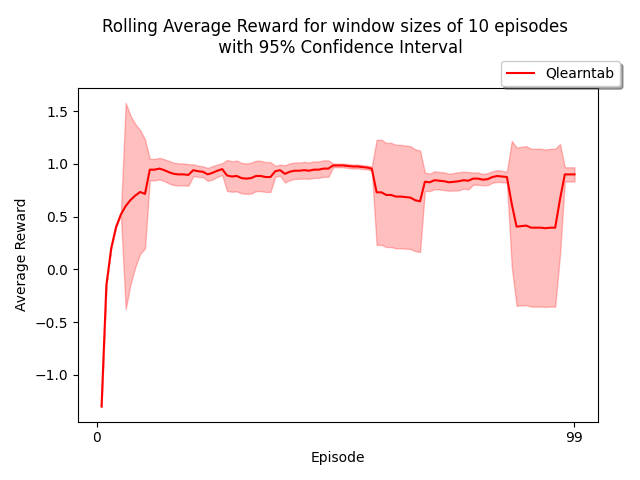 Rolling Average Reward for window sizes of 10 episodes
with 95% Confidence Interval
Qlearntab
1.5
1.0
0.5
0.0
−0.5
−1.0
Average Reward
0
99
Episode